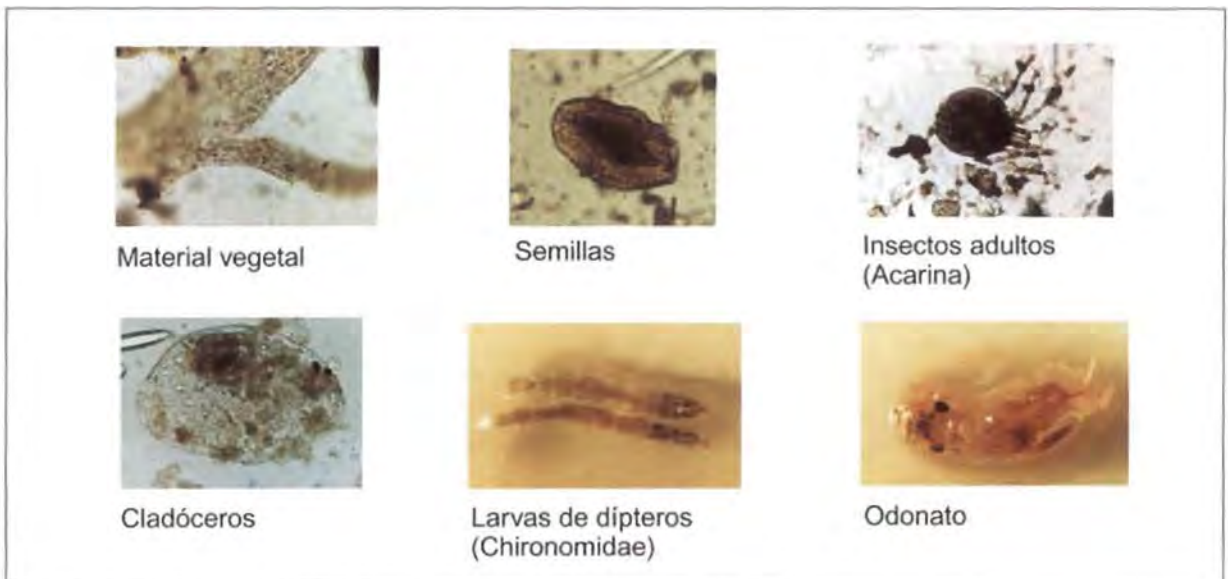 Material vegetal
Semillas
Insectos adultos
(Acarina)
Cladóceros
Larvas de dípteros
(Chironomidae)
Odonato